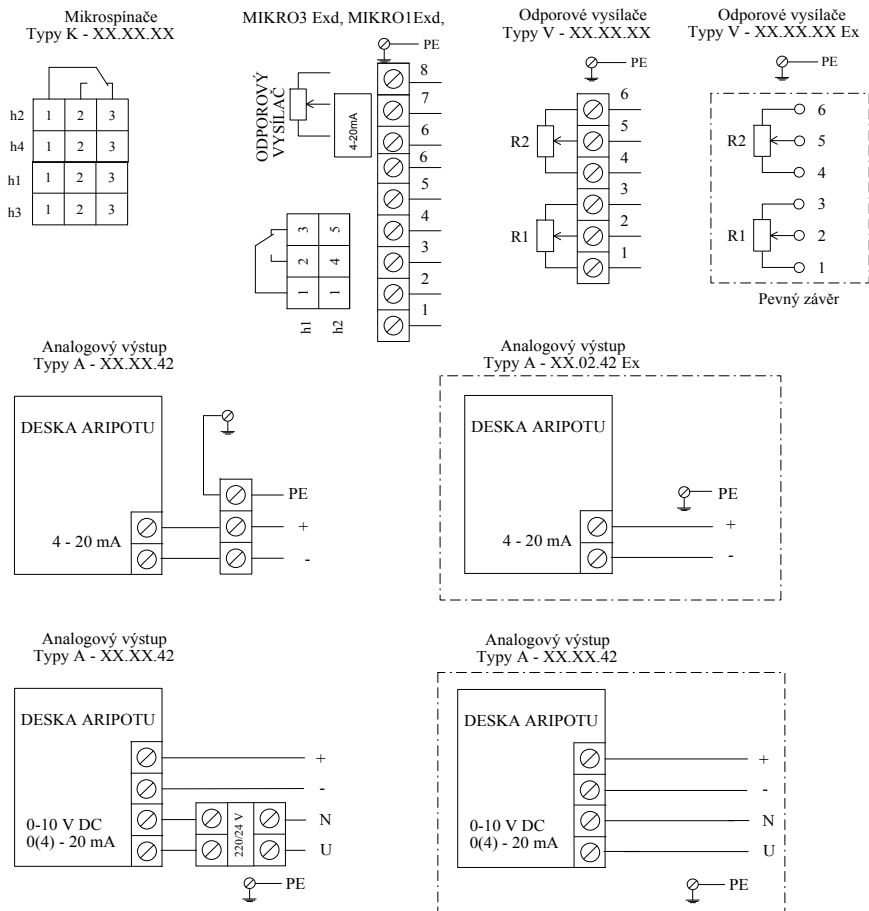 Mikrospínače
Typy K - XX.XX.XX
h2 1 2 3
h4 1 2 3
h1 1 2 3
h3 1 2 3
MIKRO3 Exd, MIKRO1Exd,
PE
ODPOROVÝ
VYSÍLAČ
4-20mA
8
7
6
6
5
4
3
2
1
3 5
2 4
1 1
h1 h2
Odporové vysílače
Typy V - XX.XX.XX
PE
R2
R1
6
5
4
3
2
1
Odporové vysílače
Typy V - XX.XX.XX Ex
PE
R2
R1
6
5
4
3
2
1
Pevný závěr
Analogový výstup
Typy A - XX.XX.42
DESKA ARIPOTU
4 - 20 mA
PE
+
-
Analogový výstup
Typy A - XX.02.42 Ex
DESKA ARIPOTU
4 - 20 mA
PE
+
-
Analogový výstup
Typy A - XX.XX.42
DESKA ARIPOTU
0-10 V DC
0(4) - 20 mA
220/24 V
+
-
N
U
PE
Analogový výstup
Typy A - XX.XX.42
DESKA ARIPOTU
0-10 V DC
0(4) - 20 mA
+
-
N
U
PE